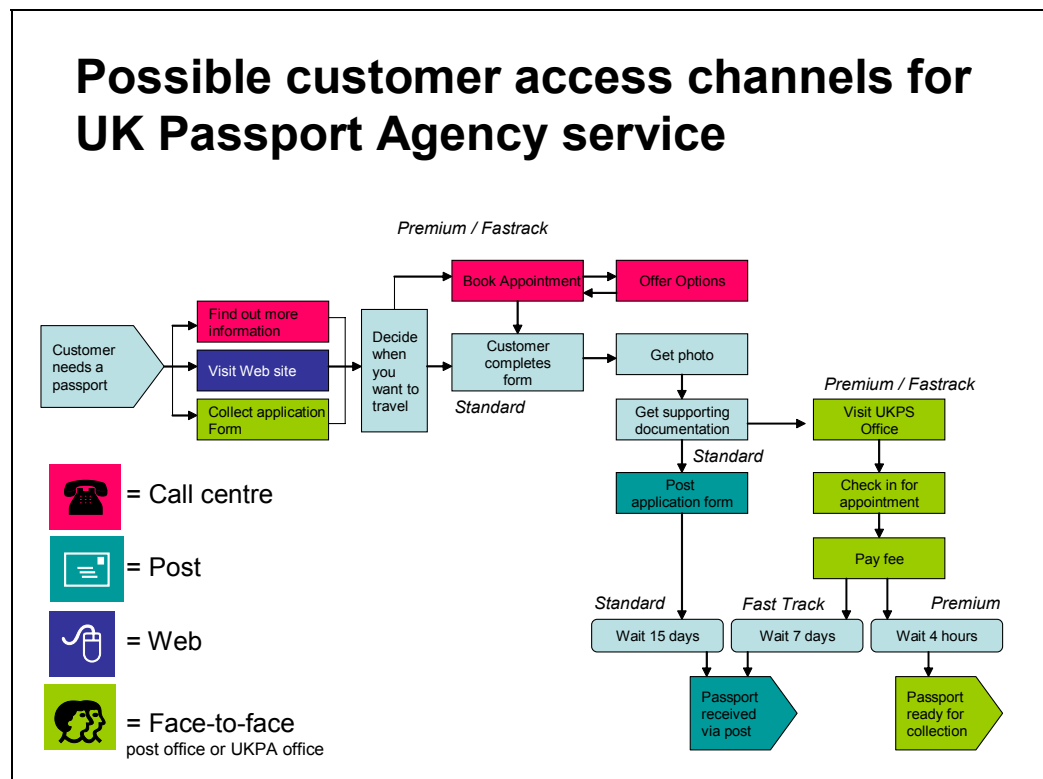 Possible customer access channels for
UK Passport Agency service
Premium / Fastrack
Book Appointment
Offer Options
Find out more
information
Customer
needs a
passport
Visit Web site
Collect application
Form
Decide
when
you
want to
travel
Customer
completes
form
Standard
Get photo
Get supporting
documentation
Premium / Fastrack
Visit UKPS
Office
Standard
Post
application form
Check in for
appointment
Pay fee
Standard
Fast Track
Premium
Wait 15 days
Wait 7 days
Wait 4 hours
Passport
received
via post
Passport
ready for
collection
= Call centre
= Post
= Web
= Face-to-face
post office or UKPA office